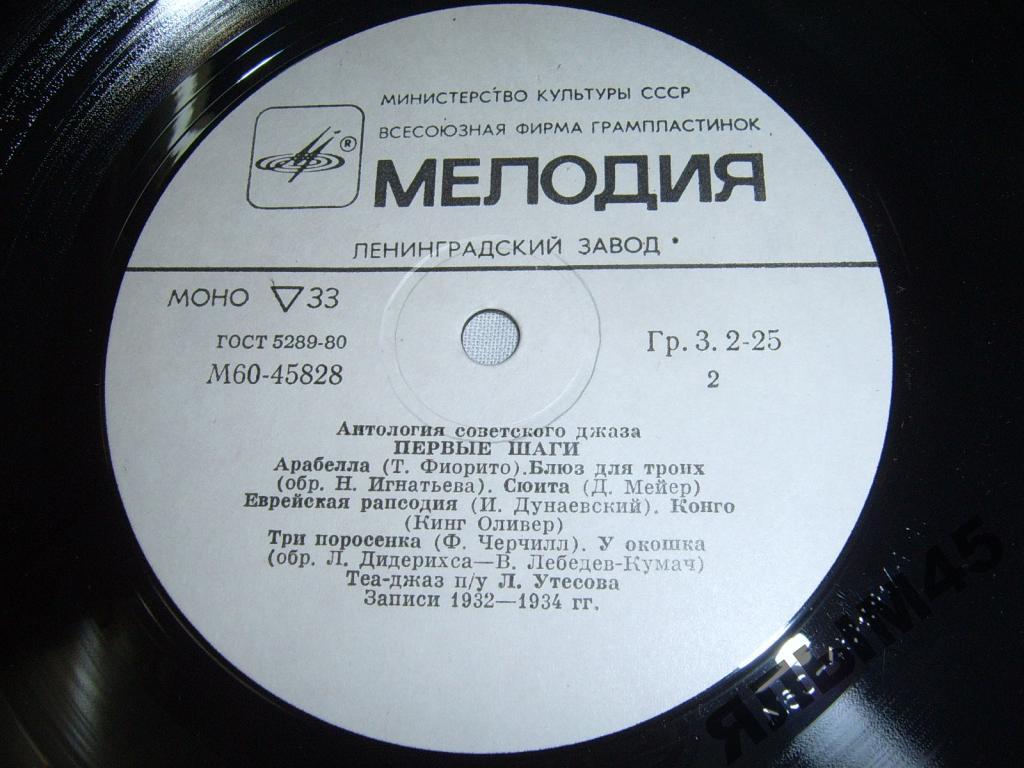 МИНИСТЕРСТВО КУЛЬТУРЫ СССР
ВСЕСОЮЗНАЯ ФИРМА ГРАМПЛАСТИНОК
®
МЕЛОДИЯ
ЛЕНИНГРАДСКИЙ ЗАВОД
МОНО ▽33
ГОСТ 5289-80
М60-45828
Гр. 3. 2-25
2
Антология советского джаза
ПЕРВЫЕ ШАГИ
Арабелла (Т. Фиорито). Блюз для троих
(обр. Н. Игнатьева). Сюита (Д. Мейер)
Еврейская рапсодия (И. Дунаевский). Конго
(Кинг Оливер)
Три поросенка (Ф. Черчилл). У окошка
(обр. Л. Дидерихса—В. Лебедев-Кумач)
Теа-джаз п/у Л. Утесова
Записи 1932—1934 гг.
ЯЛЫМ45